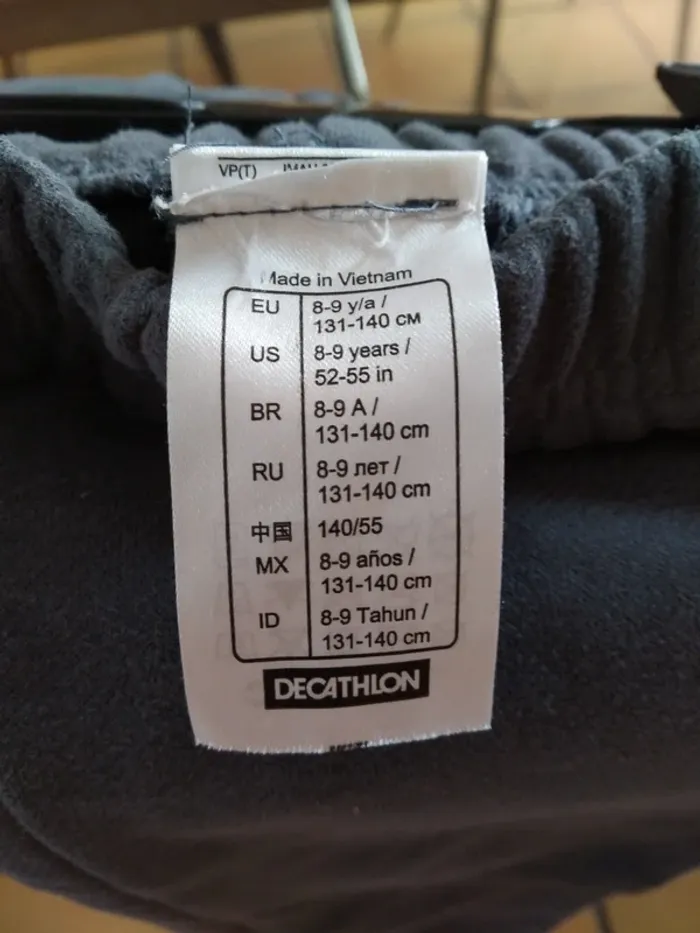 VP(T)
Made in Vietnam
EU 8-9 y/a /
131-140 CM
US 8-9 years /
52-55 in
BR 8-9 A /
131-140 cm
RU 8-9 лет /
131-140 cm
中国 140/55
MX 8-9 años /
131-140 cm
ID 8-9 Tahun /
131-140 cm
DECATHLON